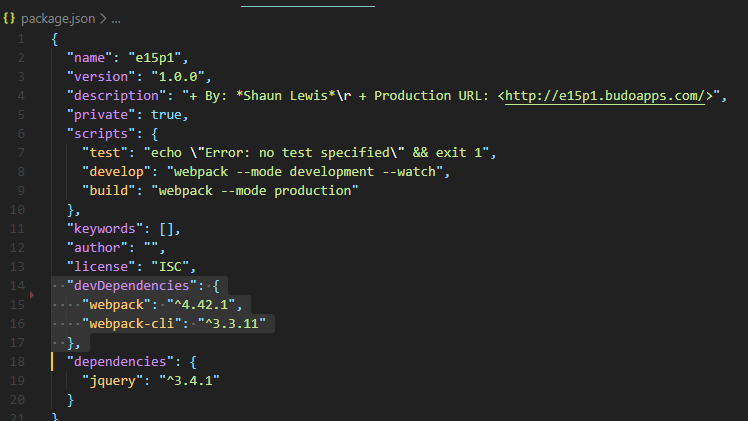 {} package.json > ...
1 {
2 "name": "e15p1",
3 "version": "1.0.0",
4 "description": "+ By: *Shaun Lewis*\r + Production URL: <http://e15p1.budoapps.com/>",
5 "private": true,
6 "scripts": {
7 "test": "echo \"Error: no test specified\" && exit 1",
8 "develop": "webpack --mode development --watch",
9 "build": "webpack --mode production"
10 },
11 "keywords": [],
12 "author": "",
13 "license": "ISC",
14 "devDependencies": {
15 "webpack": "^4.42.1",
16 "webpack-cli": "^3.3.11"
17 },
18 "dependencies": {
19 "jquery": "^3.4.1"
20 }
21 }